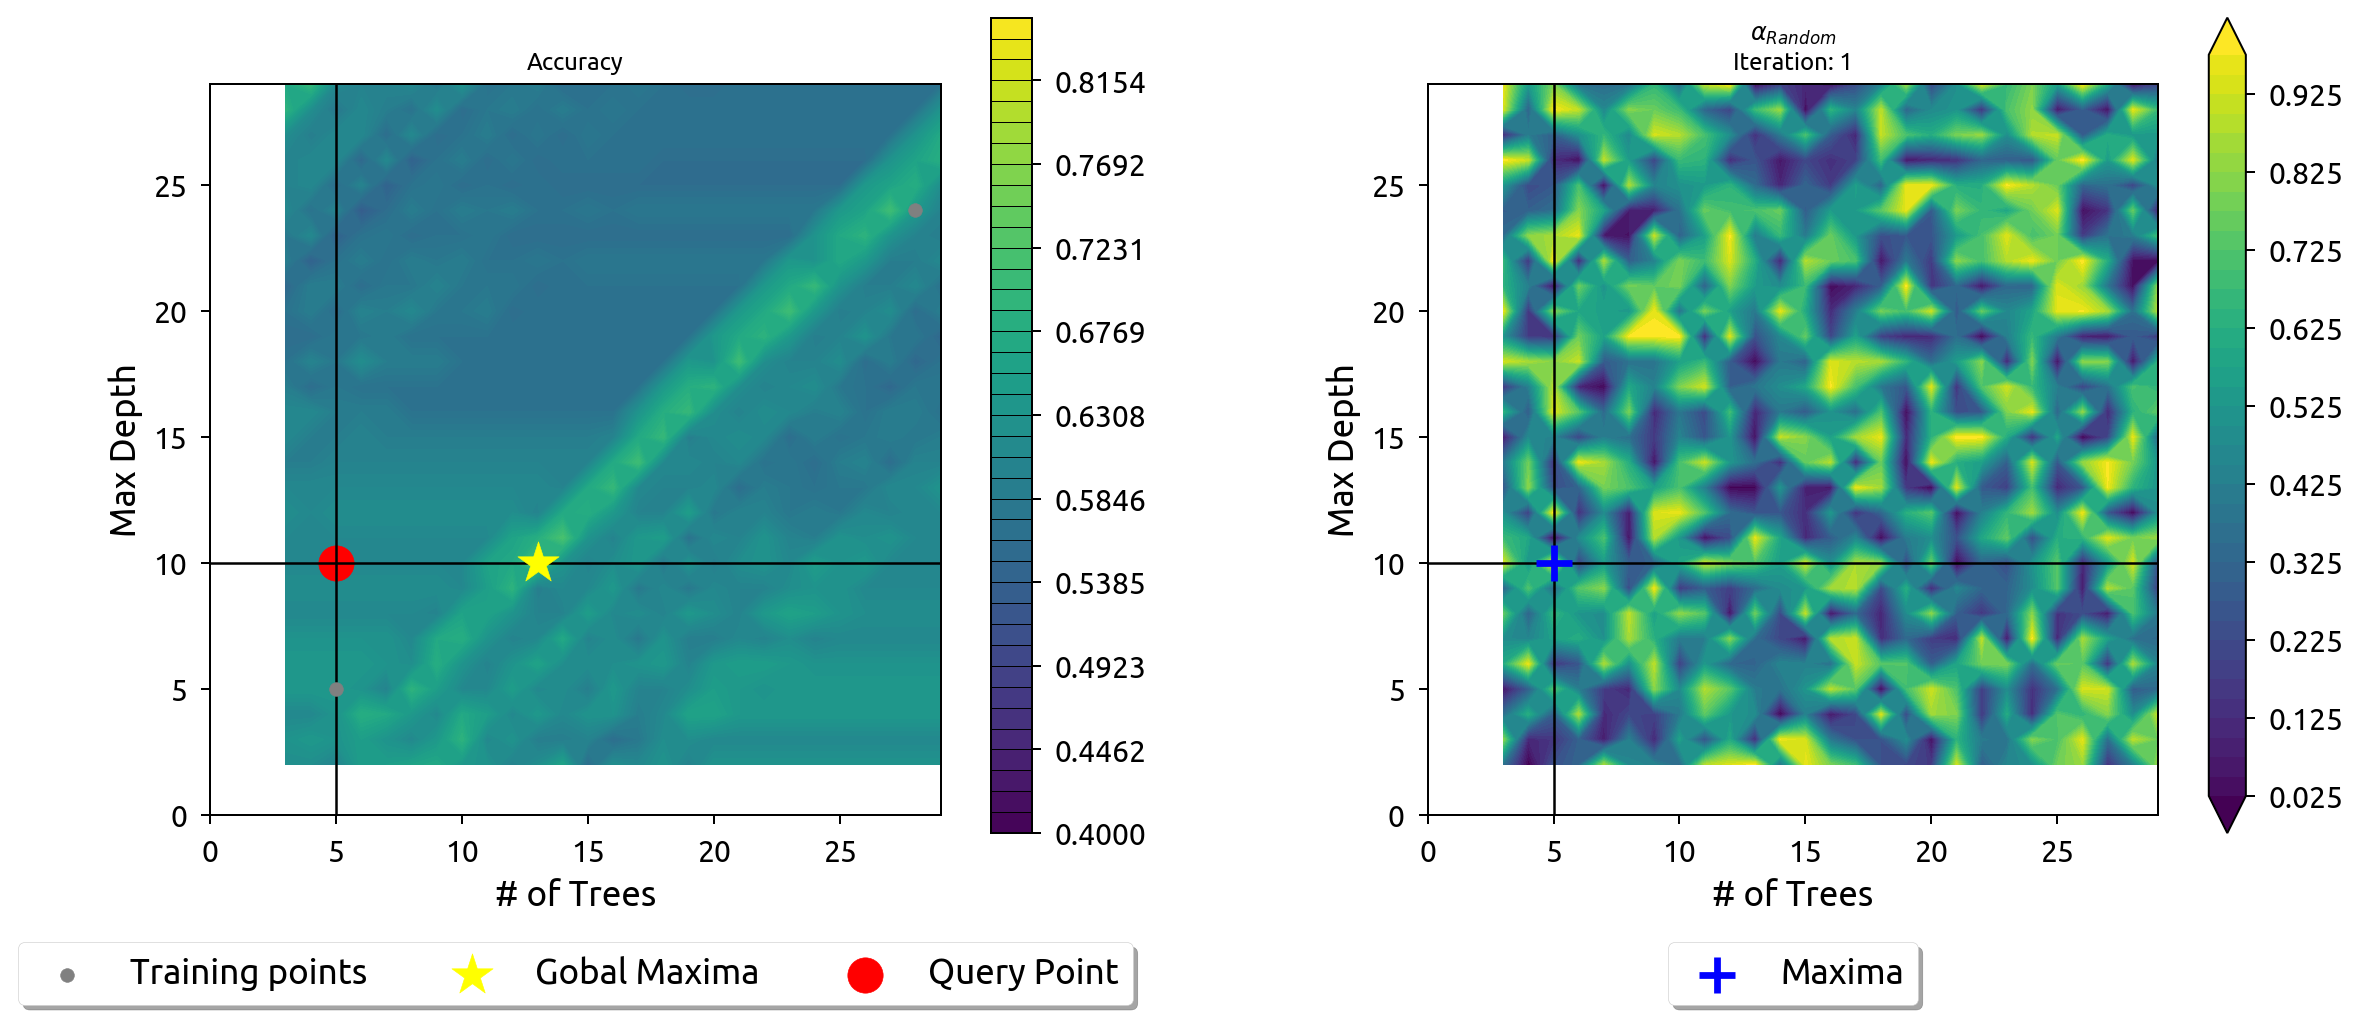 Accuracy
Max Depth
25
20
15
10
5
0
0 5 10 15 20 25
# of Trees
0.8154
0.7692
0.7231
0.6769
0.6308
0.5846
0.5385
0.4923
0.4462
0.4000
Training points Gobal Maxima Query Point
α_Random
Iteration: 1
Max Depth
25
20
15
10
5
0
0 5 10 15 20 25
# of Trees
0.925
0.825
0.725
0.625
0.525
0.425
0.325
0.225
0.125
0.025
Maxima